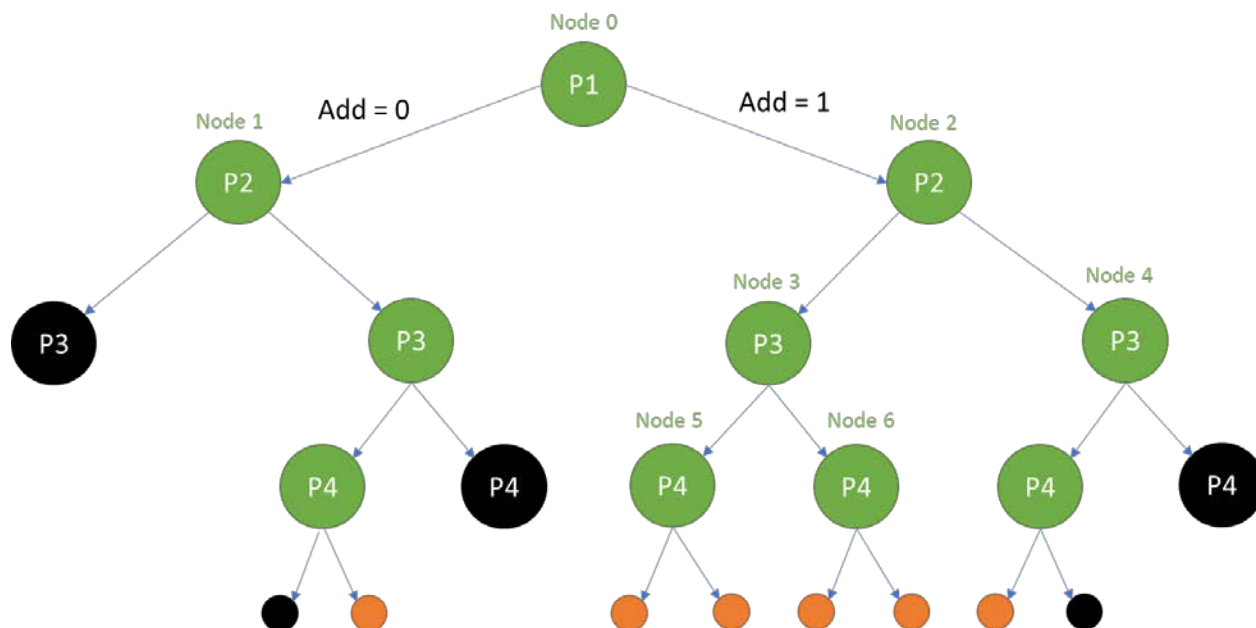 Node 0
P1
Add = 0
Add = 1
Node 1
Node 2
P2
P2
Node 3
Node 4
P3
P3
P3
P3
Node 5
Node 6
P4
P4
P4
P4
P4
P4